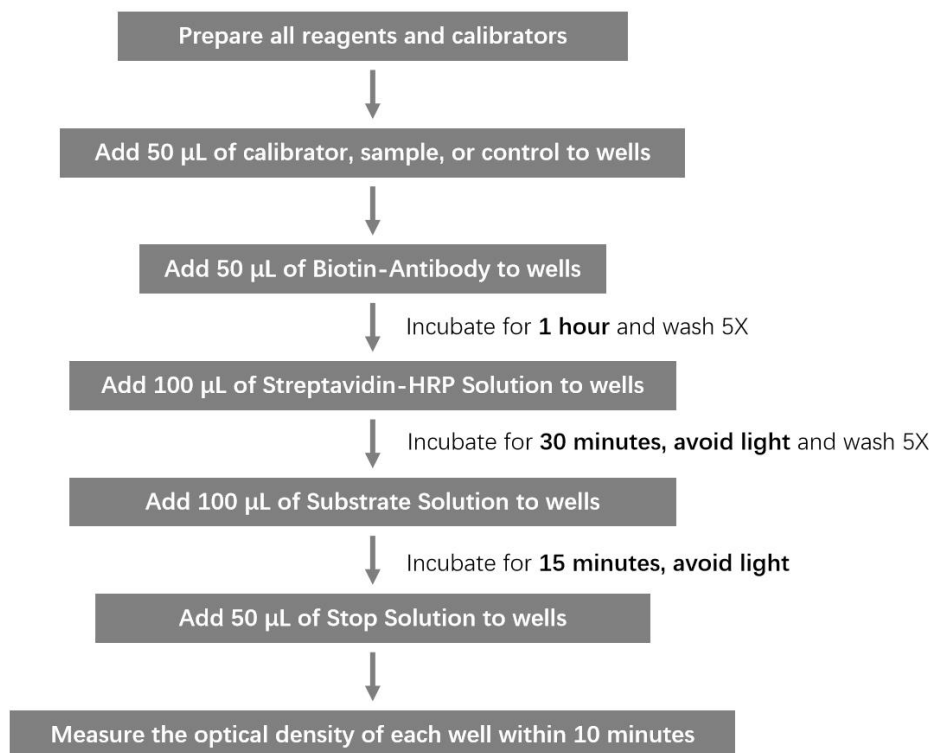 Prepare all reagents and calibrators
Add 50 μL of calibrator, sample, or control to wells
Add 50 μL of Biotin-Antibody to wells
Incubate for 1 hour and wash 5X
Add 100 μL of Streptavidin-HRP Solution to wells
Incubate for 30 minutes, avoid light and wash 5X
Add 100 μL of Substrate Solution to wells
Incubate for 15 minutes, avoid light
Add 50 μL of Stop Solution to wells
Measure the optical density of each well within 10 minutes